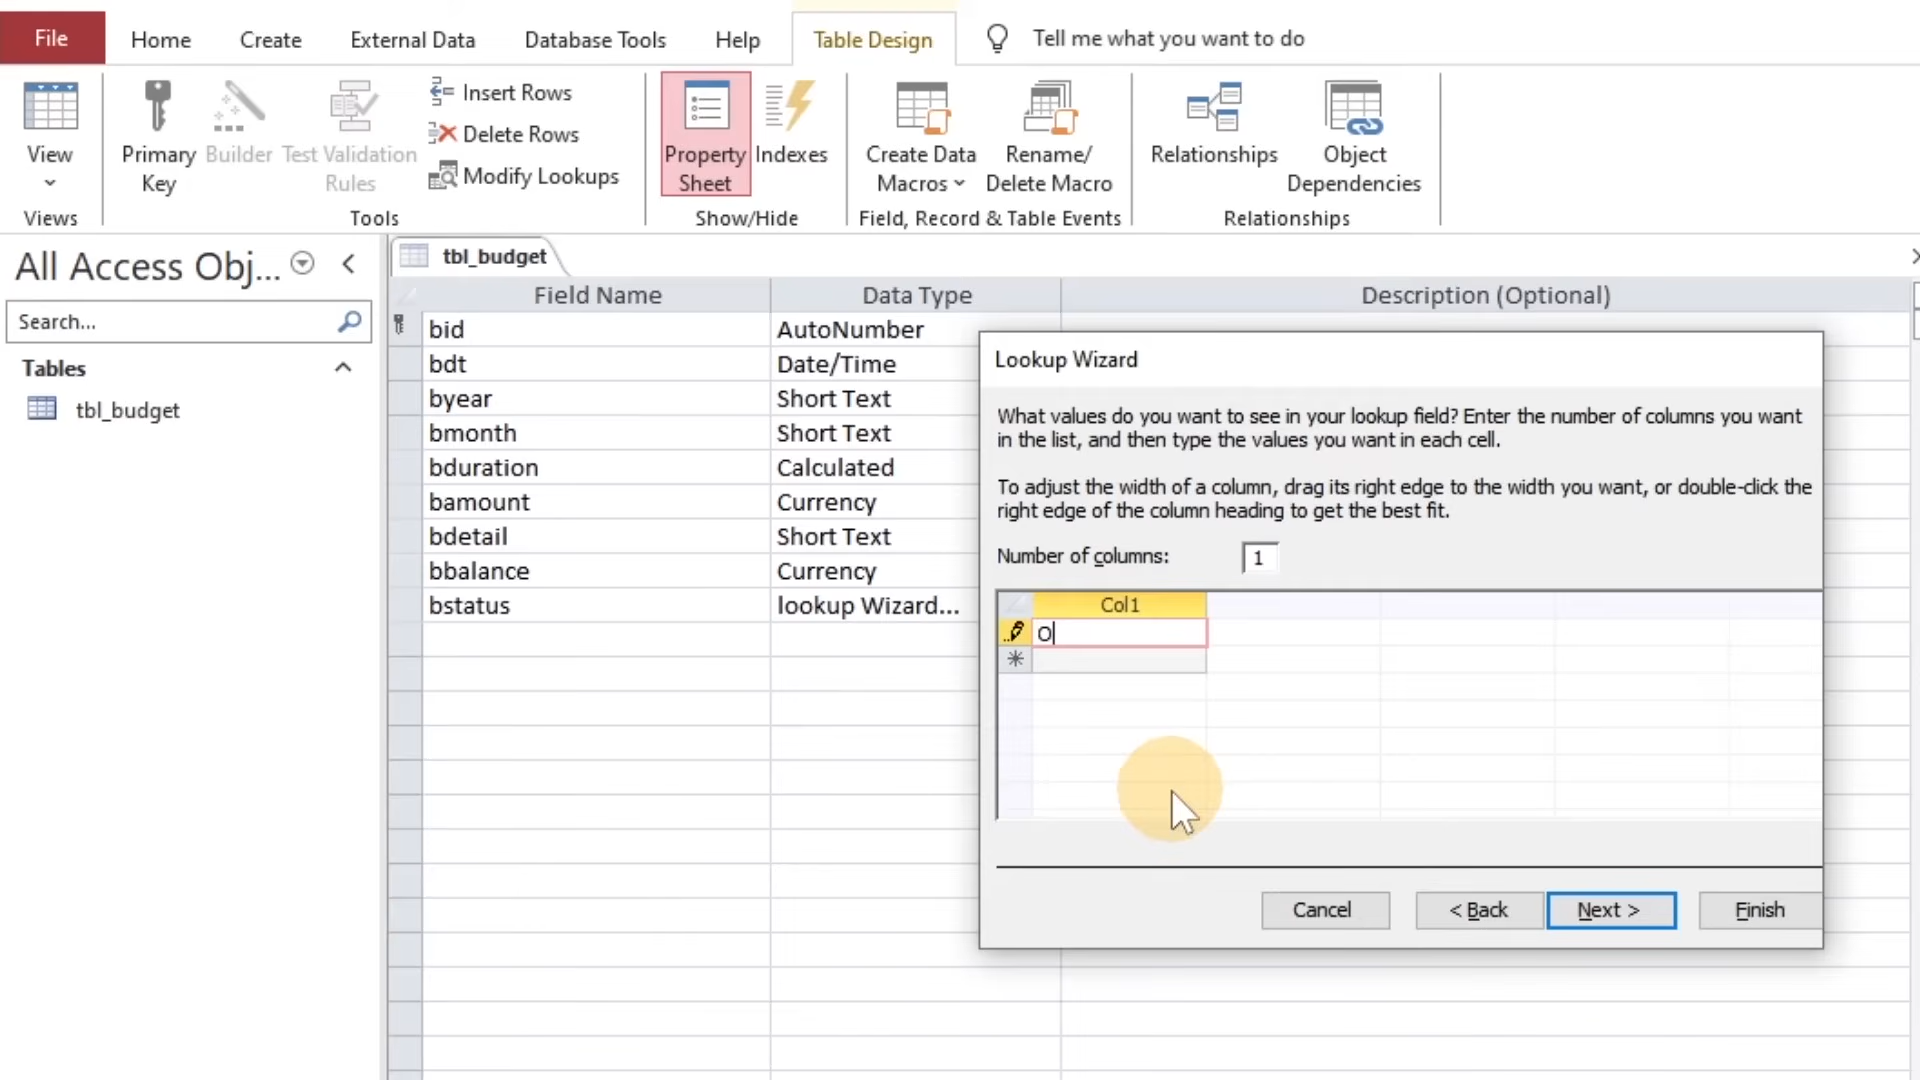 File
Home
Create
External Data
Database Tools
Help
Table Design
Tell me what you want to do
View
Views
Primary
Key
Builder
Test Validation
Rules
Insert Rows
Delete Rows
Modify Lookups
Tools
Property
Sheet
Indexes
Show/Hide
Create Data
Macros
Rename/
Delete Macro
Field, Record & Table Events
Relationships
Object
Dependencies
Relationships
All Access Obj...
Search...
Tables
tbl_budget
tbl_budget
Field Name Data Type Description (Optional)
bid AutoNumber
bdt Date/Time
byear Short Text
bmonth Short Text
bduration Calculated
bamount Currency
bdetail Short Text
bbalance Currency
bstatus lookup Wizard...
Lookup Wizard
What values do you want to see in your lookup field? Enter the number of columns you want
in the list, and then type the values you want in each cell.
To adjust the width of a column, drag its right edge to the width you want, or double-click the
right edge of the column heading to get the best fit.
Number of columns: 1
Col1
O
Cancel
< Back
Next >
Finish